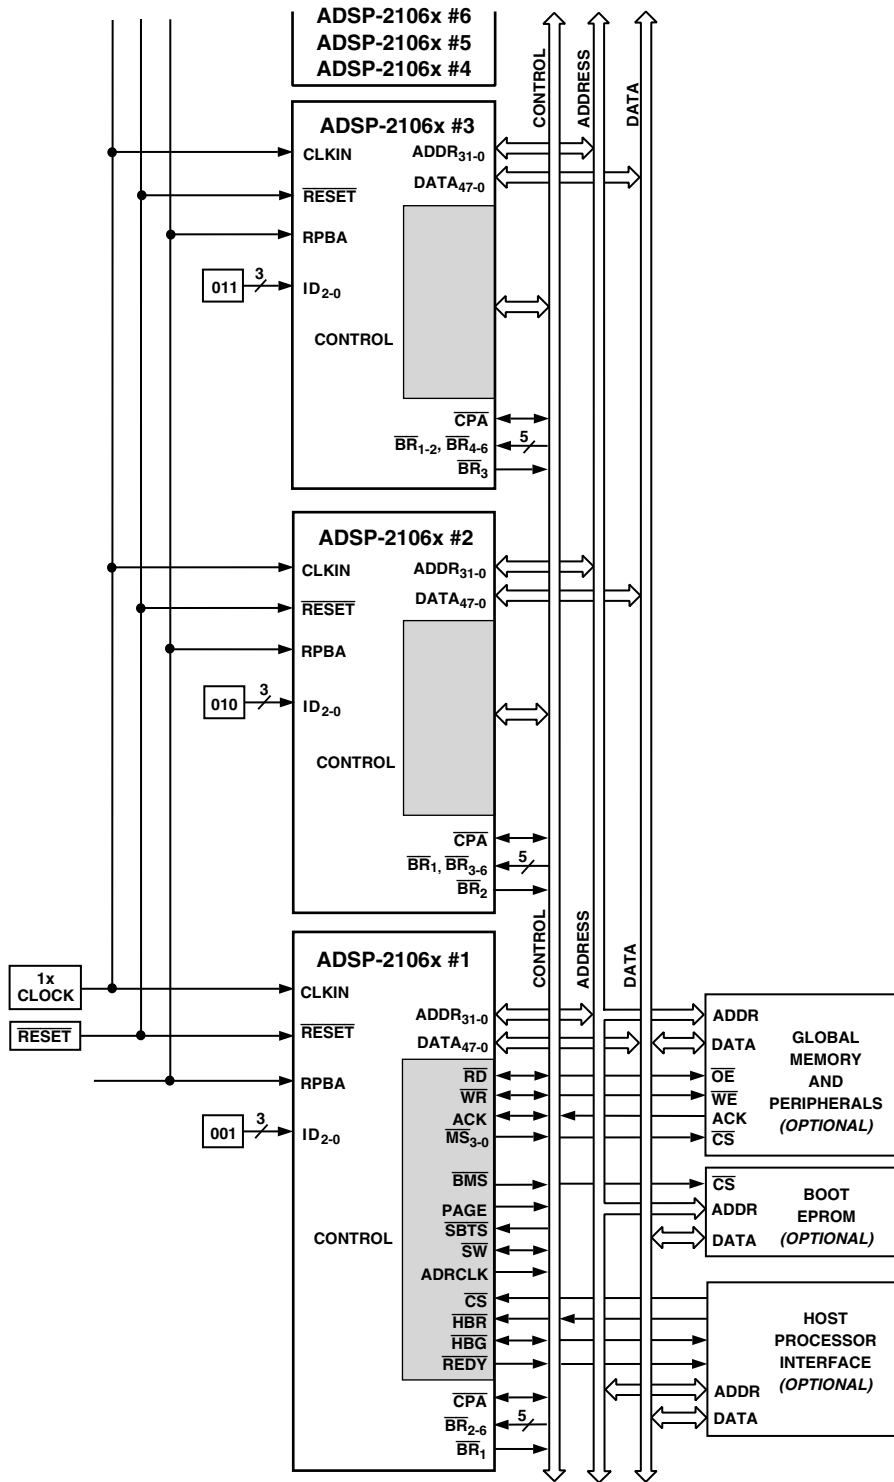 ADSP-2106x #6
ADSP-2106x #5
ADSP-2106x #4
CONTROL
ADDRESS
DATA
ADSP-2106x #3
CLKIN
ADDR31-0
RESET
DATA47-0
RPBA
011
3
ID2-0
CONTROL
CPA
BR1-2, BR4-6
5
BR3
ADSP-2106x #2
CLKIN
ADDR31-0
RESET
DATA47-0
RPBA
010
3
ID2-0
CONTROL
CPA
BR1, BR3-6
5
BR2
CONTROL
ADDRESS
DATA
ADSP-2106x #1
1x
CLOCK
CLKIN
RESET
RESET
ADDR31-0
DATA47-0
RPBA
001
3
ID2-0
CONTROL
RD
WR
ACK
MS3-0
BMS
PAGE
SBTS
SW
ADRCLK
CS
HBR
HBG
REDY
CPA
BR2-6
5
BR1
ADDR
DATA
OE
WE
ACK
CS
GLOBAL
MEMORY
AND
PERIPHERALS
(OPTIONAL)
CS
ADDR
DATA
BOOT
EPROM
(OPTIONAL)
HOST
PROCESSOR
INTERFACE
(OPTIONAL)
ADDR
DATA